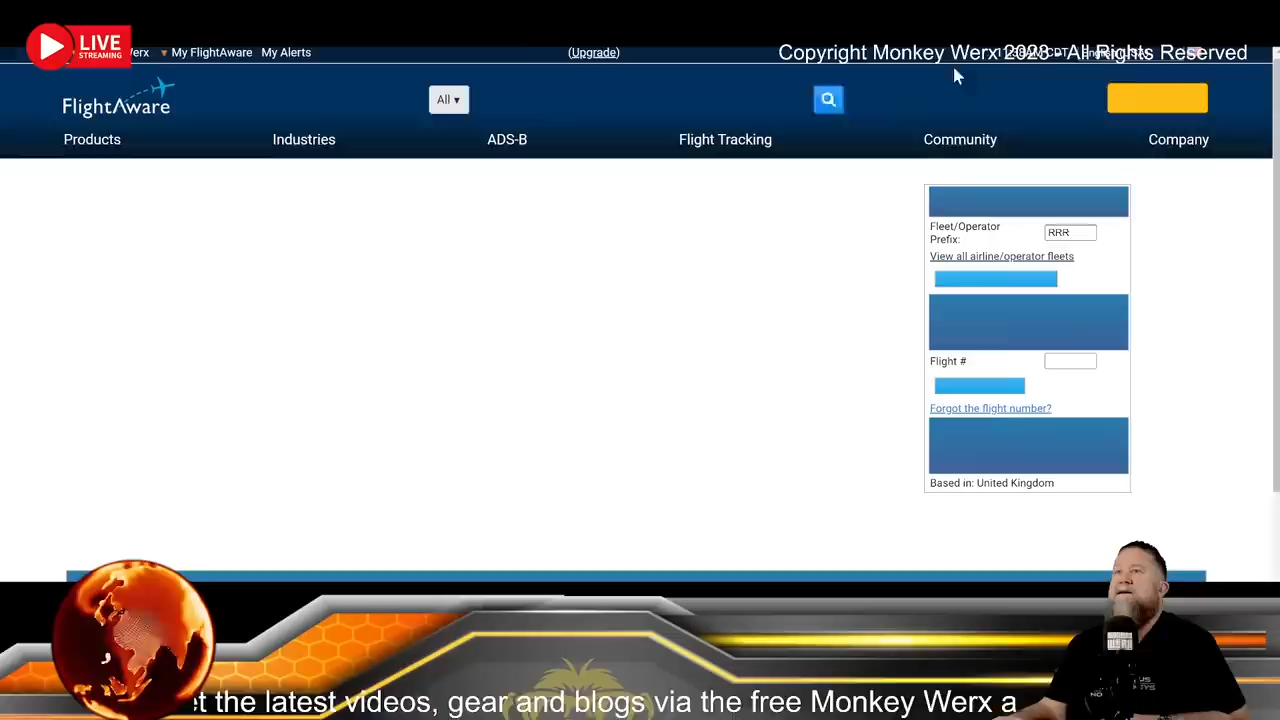 LIVE
STREAMING
Werx ▾ My FlightAware My Alerts
(Upgrade)
Copyright Monkey Werx 2023 - All Rights Reserved
FlightAware
All ▾
Products Industries ADS-B Flight Tracking Community Company
Fleet/Operator
Prefix:
RRR
View all airline/operator fleets
Flight #
Forgot the flight number?
Based in: United Kingdom
t the latest videos, gear and blogs via the free Monkey Werx a